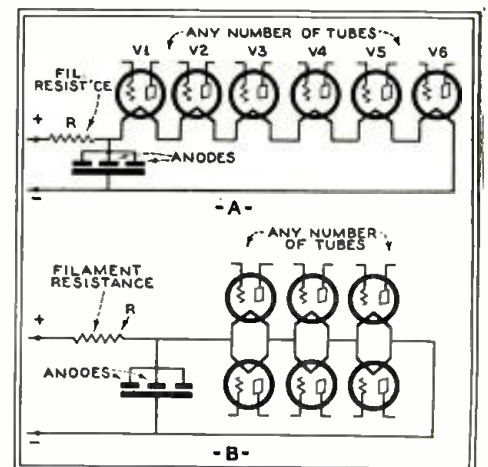 ANY NUMBER OF TUBES
V1 V2 V3 V4 V5 V6
FIL.
RESIST'CE
R
+
ANODES
-
-A-
ANY NUMBER
OF TUBES
FILAMENT
RESISTANCE
R
+
ANODES
-
-B-